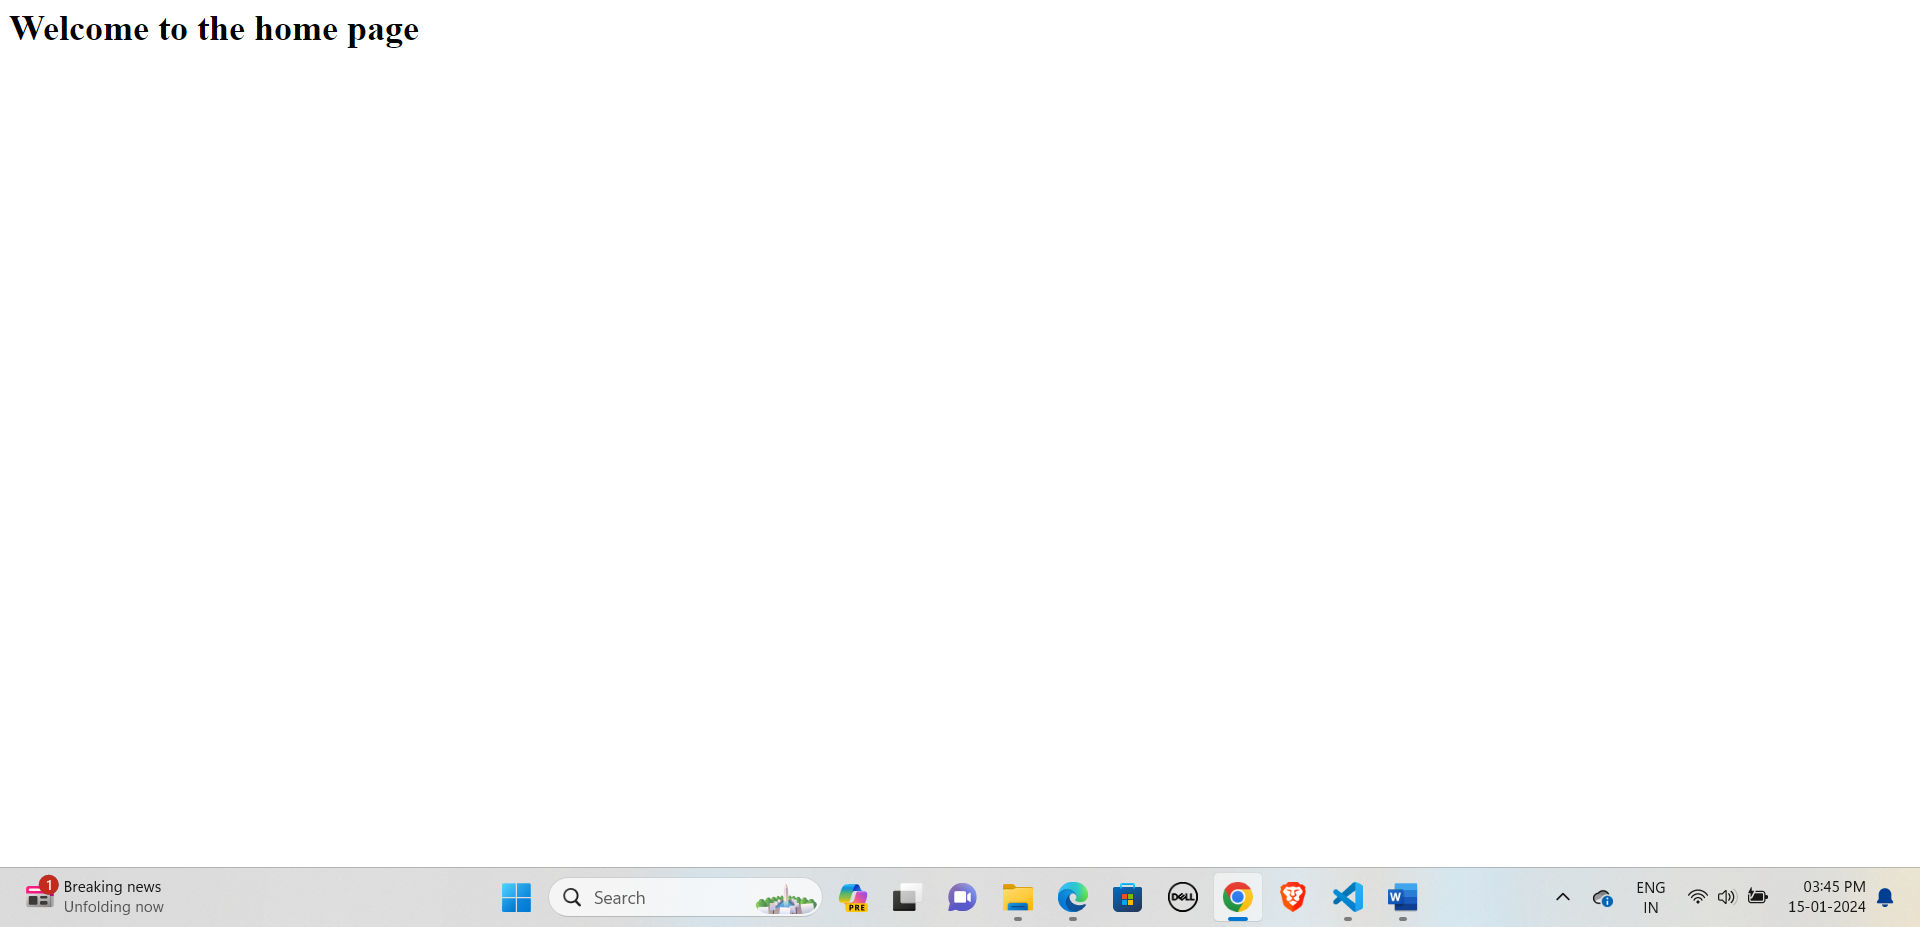 Welcome to the home page
1
Breaking news
Unfolding now
Search
PRE
DELL
W
ENG
IN
03:45 PM
15-01-2024